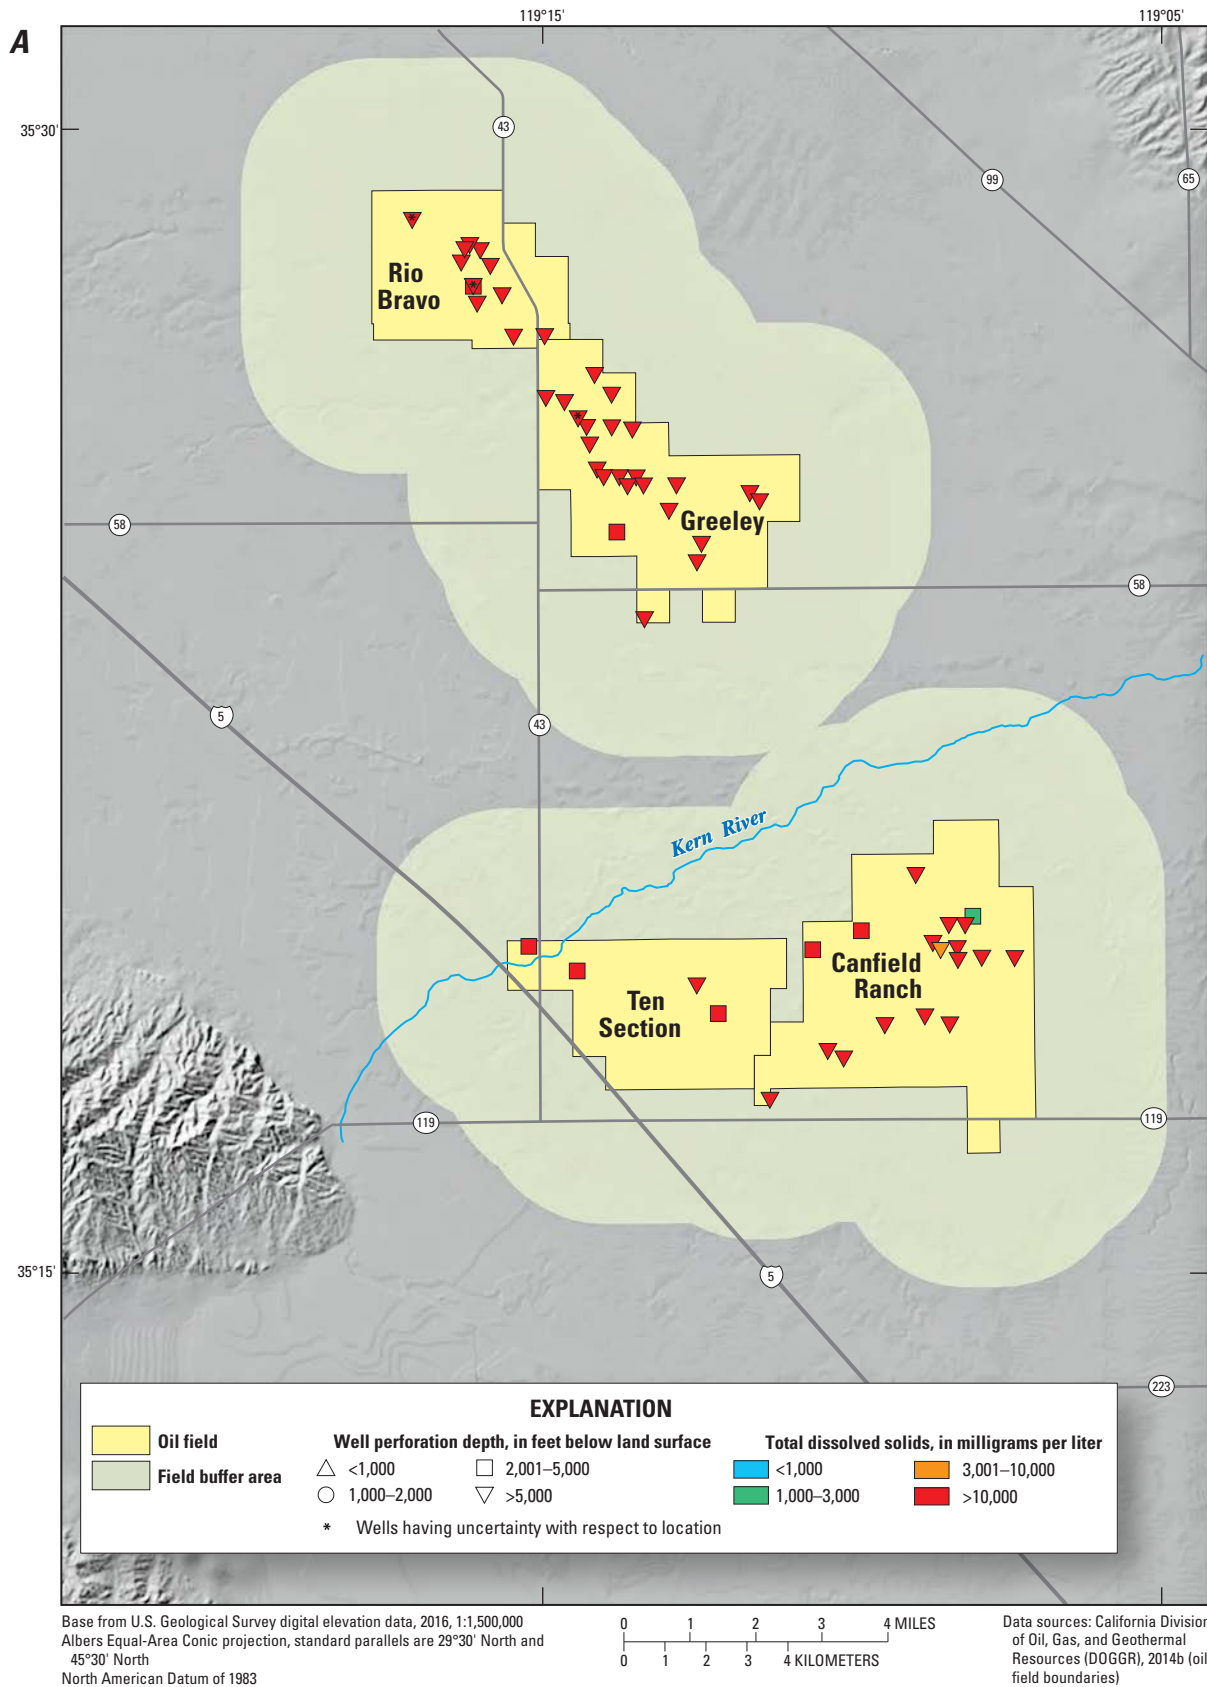 A
119°15'
119°05'
35°30'
43
99
65
Rio
Bravo
58
Greeley
58
5
43
Kern River
Canfield
Ranch
Ten
Section
119
119
35°15'
5
223
EXPLANATION
Oil field
Field buffer area
Well perforation depth, in feet below land surface
<1,000
2,001–5,000
1,000–2,000
>5,000
* Wells having uncertainty with respect to location
Total dissolved solids, in milligrams per liter
<1,000
3,001–10,000
1,000–3,000
>10,000
Base from U.S. Geological Survey digital elevation data, 2016, 1:1,500,000
Albers Equal-Area Conic projection, standard parallels are 29°30' North and
45°30' North
North American Datum of 1983
0 1 2 3 4 MILES
0 1 2 3 4 KILOMETERS
Data sources: California Division
of Oil, Gas, and Geothermal
Resources (DOGGR), 2014b (oil
field boundaries)